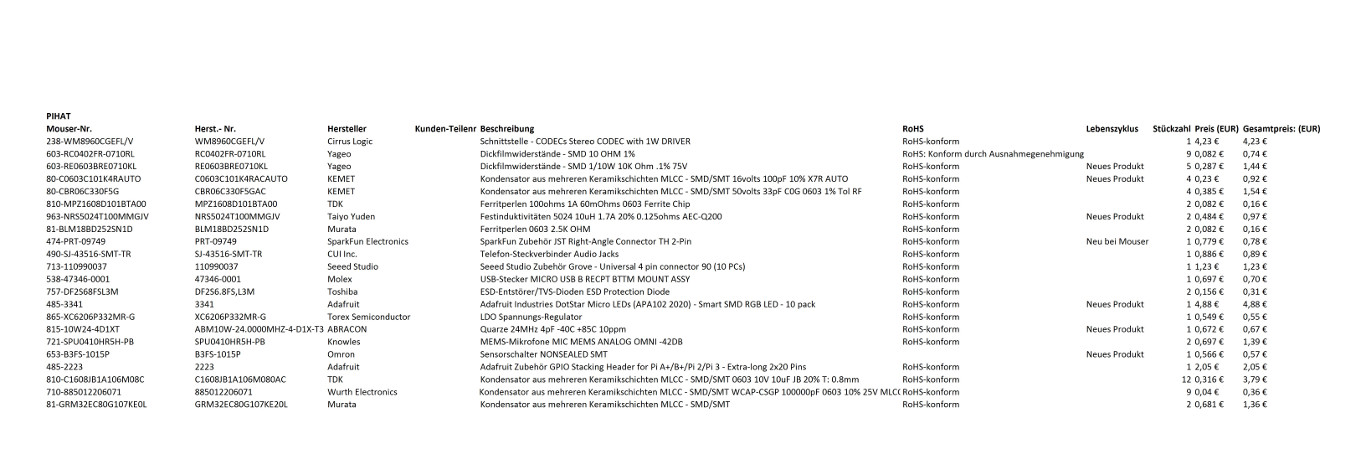 PIHAT
Mouser-Nr. Herst.- Nr. Hersteller Kunden-Teilenr Beschreibung RoHS Lebenszyklus Stückzahl Preis (EUR) Gesamtpreis: (EUR)
238-WM8960CGEFL/V WM8960CGEFL/V Cirrus Logic Schnittstelle - CODECs Stereo CODEC with 1W DRIVER RoHS-konform 1 4,23 € 4,23 €
603-RC0402FR-0710RL RC0402FR-0710RL Yageo Dickfilmwiderstände - SMD 10 OHM 1% RoHS: Konform durch Ausnahmegenehmigung 9 0,082 € 0,74 €
603-RE0603BRE0710KL RE0603BRE0710KL Yageo Dickfilmwiderstände - SMD 1/10W 10K Ohm .1% 75V RoHS-konform Neues Produkt 5 0,287 € 1,44 €
80-C0603C101K4RAUTO C0603C101K4RACAUTO KEMET Kondensator aus mehreren Keramikschichten MLCC - SMD/SMT 16volts 100pF 10% X7R AUTO RoHS-konform Neues Produkt 4 0,23 € 0,92 €
80-CBR06C330F5G CBR06C330F5GAC KEMET Kondensator aus mehreren Keramikschichten MLCC - SMD/SMT 50volts 33pF C0G 0603 1% Tol RF RoHS-konform 4 0,385 € 1,54 €
810-MPZ1608D101BTA00 MPZ1608D101BTA00 TDK Ferritperlen 100ohms 1A 60mOhms 0603 Ferrite Chip RoHS-konform 2 0,082 € 0,16 €
963-NRS5024T100MMGJV NRS5024T100MMGJV Taiyo Yuden Festinduktivitäten 5024 10uH 1.7A 20% 0.125ohms AEC-Q200 RoHS-konform Neues Produkt 2 0,484 € 0,97 €
81-BLM18BD252SN1D BLM18BD252SN1D Murata Ferritperlen 0603 2.5K OHM RoHS-konform 2 0,082 € 0,16 €
474-PRT-09749 PRT-09749 SparkFun Electronics SparkFun Zubehör JST Right-Angle Connector TH 2-Pin RoHS-konform Neu bei Mouser 1 0,779 € 0,78 €
490-SJ-43516-SMT-TR SJ-43516-SMT-TR CUI Inc. Telefon-Steckverbinder Audio Jacks RoHS-konform 1 0,886 € 0,89 €
713-110990037 110990037 Seeed Studio Seeed Studio Zubehör Grove - Universal 4 pin connector 90 (10 PCs) RoHS-konform 1 1,23 € 1,23 €
538-47346-0001 47346-0001 Molex USB-Stecker MICRO USB B RECPT BTTM MOUNT ASSY RoHS-konform 1 0,697 € 0,70 €
757-DF2S68FSL3M DF2S6.8FS,L3M Toshiba ESD-Entstörer/TVS-Dioden ESD Protection Diode RoHS-konform 2 0,156 € 0,31 €
485-3341 3341 Adafruit Adafruit Industries DotStar Micro LEDs (APA102 2020) - Smart SMD RGB LED - 10 pack RoHS-konform Neues Produkt 1 4,88 € 4,88 €
865-XC6206P332MR-G XC6206P332MR-G Torex Semiconductor LDO Spannungs-Regulator RoHS-konform 1 0,549 € 0,55 €
815-10W24-4D1XT ABM10W-24.0000MHZ-4-D1X-T3 ABRACON Quarze 24MHz 4pF -40C +85C 10ppm RoHS-konform Neues Produkt 1 0,672 € 0,67 €
721-SPU0410HR5H-PB SPU0410HR5H-PB Knowles MEMS-Mikrofone MIC MEMS ANALOG OMNI -42DB RoHS-konform 2 0,697 € 1,39 €
653-B3FS-1015P B3FS-1015P Omron Sensorschalter NONSEALED SMT Neues Produkt 1 0,566 € 0,57 €
485-2223 2223 Adafruit Adafruit Zubehör GPIO Stacking Header for Pi A+/B+/Pi 2/Pi 3 - Extra-long 2x20 Pins RoHS-konform 1 2,05 € 2,05 €
810-C1608JB1A106M08C C1608JB1A106M080AC TDK Kondensator aus mehreren Keramikschichten MLCC - SMD/SMT 0603 10V 10uF JB 20% T: 0.8mm RoHS-konform 12 0,316 € 3,79 €
710-885012206071 885012206071 Wurth Electronics Kondensator aus mehreren Keramikschichten MLCC - SMD/SMT WCAP-CSGP 100000pF 0603 10% 25V MLCC RoHS-konform 9 0,04 € 0,36 €
81-GRM32EC80G107KE0L GRM32EC80G107KE20L Murata Kondensator aus mehreren Keramikschichten MLCC - SMD/SMT RoHS-konform 2 0,681 € 1,36 €